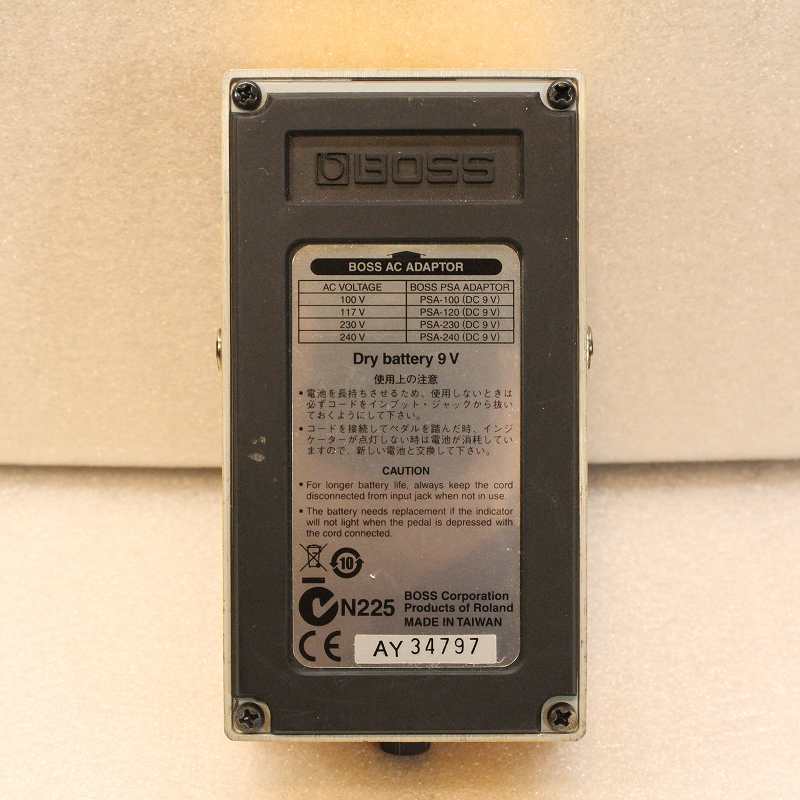 BOSS
BOSS AC ADAPTOR
AC VOLTAGE BOSS PSA ADAPTOR
100 V PSA-100 (DC 9 V)
117 V PSA-120 (DC 9 V)
230 V PSA-230 (DC 9 V)
240 V PSA-240 (DC 9 V)
Dry battery 9 V
使用上の注意
• 電池を長持ちさせるため、使用しないときは
必ずコードをインプット・ジャックから抜い
ておくようにして下さい。
• コードを接続してペダルを踏んだ時、インジ
ケーターが点灯しない時は電池が消耗してい
ますので、新しい電池と交換して下さい。
CAUTION
• For longer battery life, always keep the cord
disconnected from input jack when not in use.
• The battery needs replacement if the indicator
will not light when the pedal is depressed with
the cord connected.
10
N225
BOSS Corporation
Products of Roland
MADE IN TAIWAN
CE
AY 34797